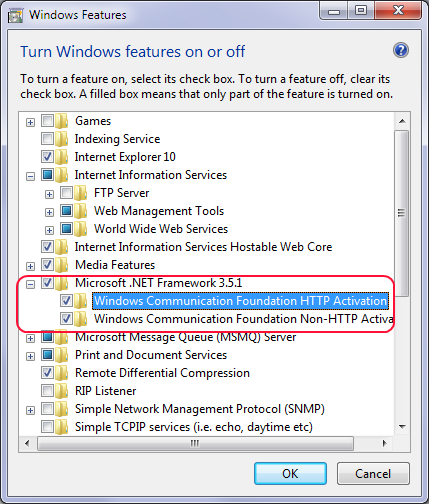 Windows Features
Turn Windows features on or off
To turn a feature on, select its check box. To turn a feature off, clear its
check box. A filled box means that only part of the feature is turned on.
Games
Indexing Service
Internet Explorer 10
Internet Information Services
FTP Server
Web Management Tools
World Wide Web Services
Internet Information Services Hostable Web Core
Media Features
Microsoft .NET Framework 3.5.1
Windows Communication Foundation HTTP Activation
Windows Communication Foundation Non-HTTP Activa
Microsoft Message Queue (MSMQ) Server
Print and Document Services
Remote Differential Compression
RIP Listener
Simple Network Management Protocol (SNMP)
Simple TCPIP services (i.e. echo, daytime etc)
OK
Cancel